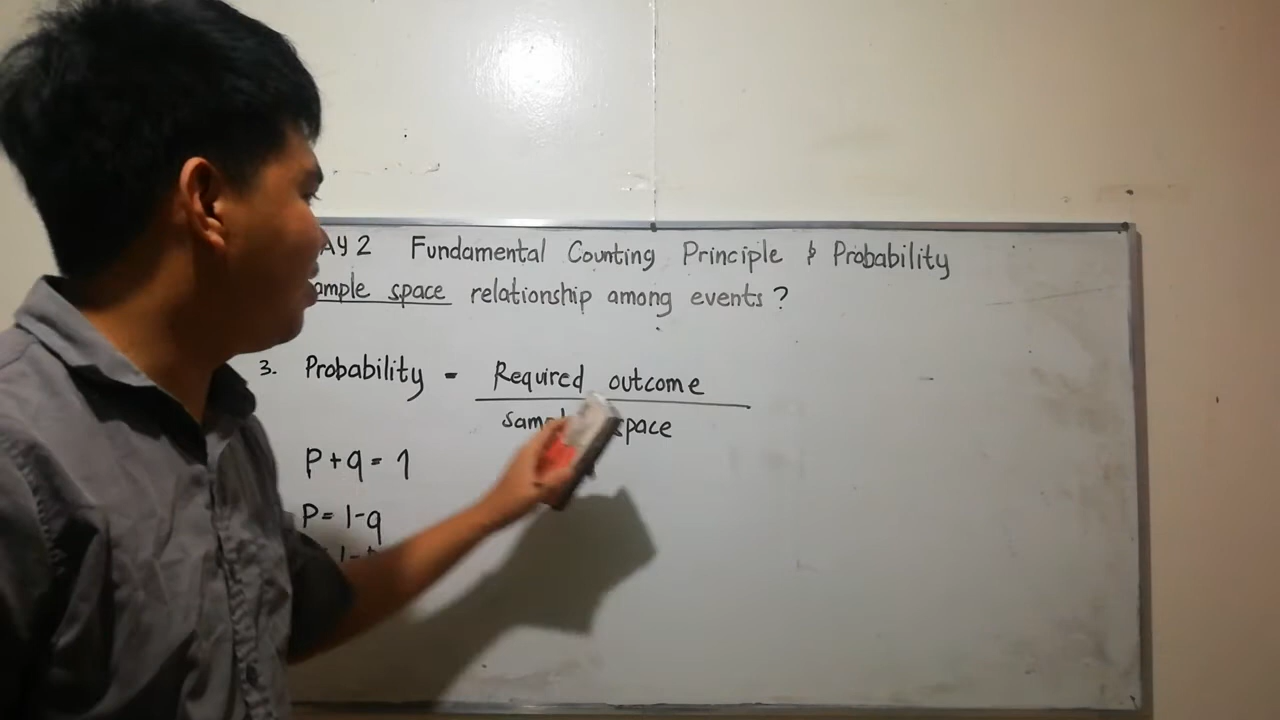 AY 2 Fundamental Counting Principle & Probability
ample space relationship among events ?
3. Probability = Required outcome
space
P + q = 1
P = 1 - q